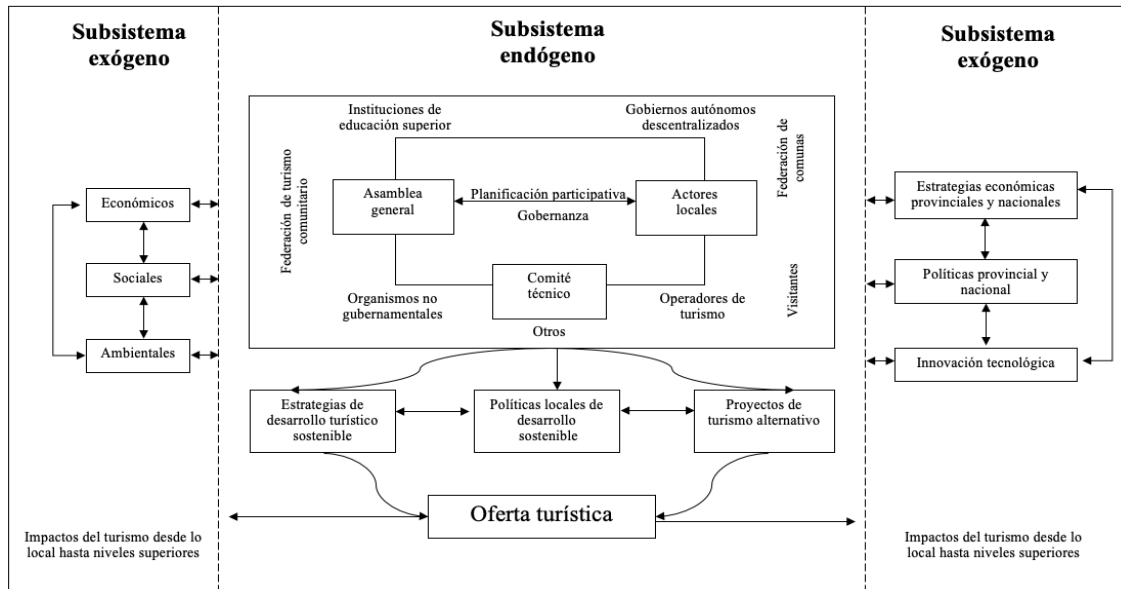 Subsistema
exógeno
Económicos
Sociales
Ambientales
Impactos del turismo desde lo
local hasta niveles superiores
Subsistema
endógeno
Instituciones de
educación superior
Gobiernos autónomos
descentralizados
Federación de turismo
comunitario
Federación de
comunas
Asamblea
general
Planificación participativa
Gobernanza
Actores
locales
Comité
técnico
Organismos no
gubernamentales
Operadores de
turismo
Visitantes
Otros
Estrategias de
desarrollo turístico
sostenible
Políticas locales de
desarrollo
sostenible
Proyectos de
turismo alternativo
Oferta turística
Subsistema
exógeno
Estrategias económicas
provinciales y nacionales
Políticas provincial y
nacional
Innovación tecnológica
Impactos del turismo desde lo
local hasta niveles superiores